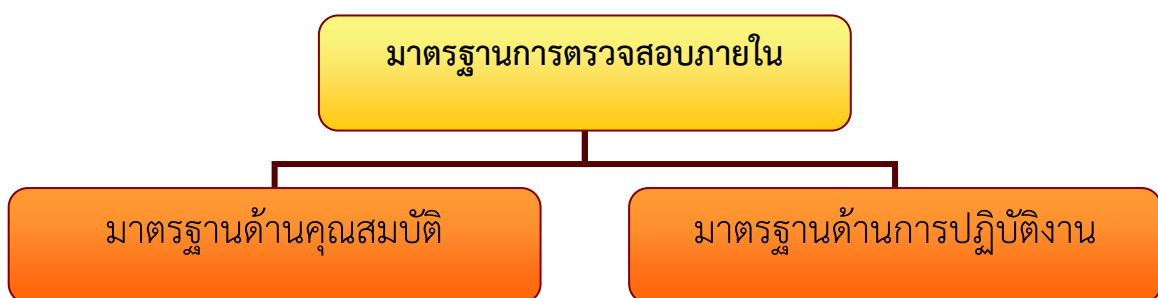 มาตรฐานการตรวจสอบภายใน
มาตรฐานด้านคุณสมบัติ
มาตรฐานด้านการปฏิบัติงาน